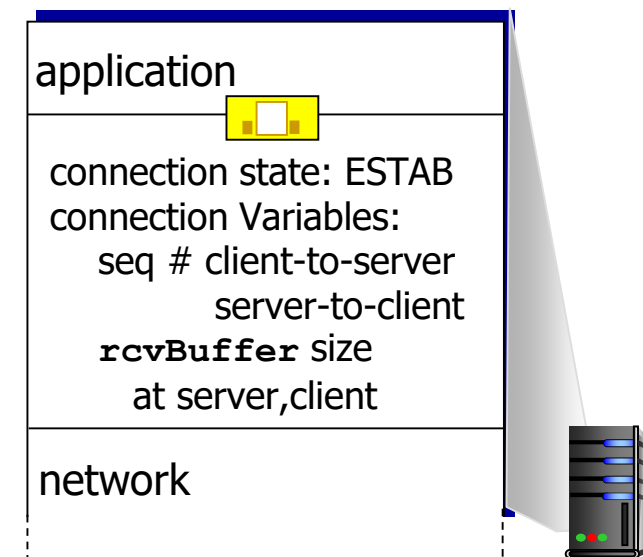 application
connection state: ESTAB
connection Variables:
seq # client-to-server
server-to-client
rcvBuffer size
at server,client
network